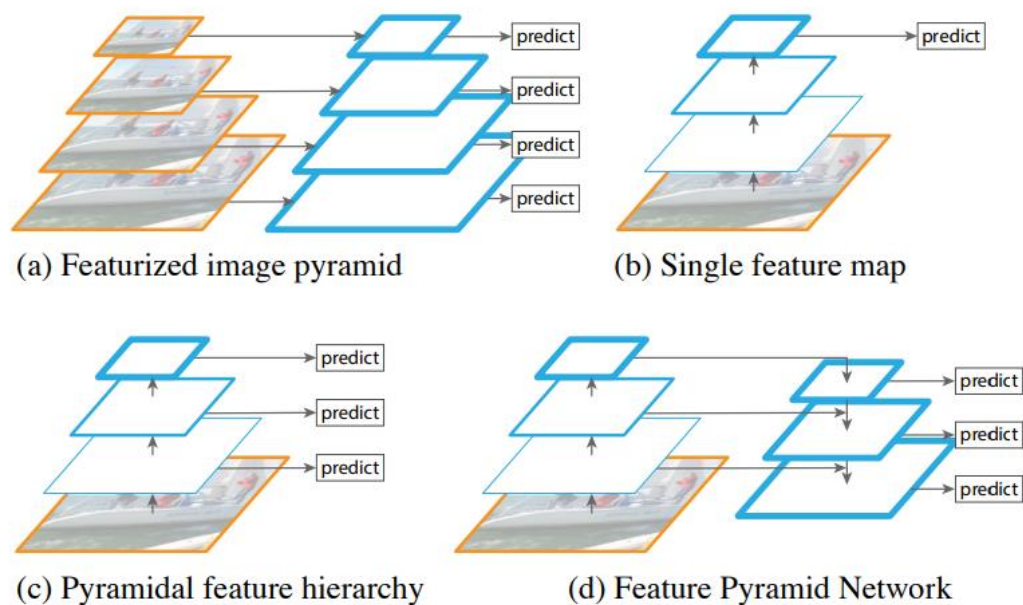 predict
predict
predict
predict
predict
(a) Featurized image pyramid
(b) Single feature map
predict
predict
predict
predict
predict
predict
(c) Pyramidal feature hierarchy
(d) Feature Pyramid Network